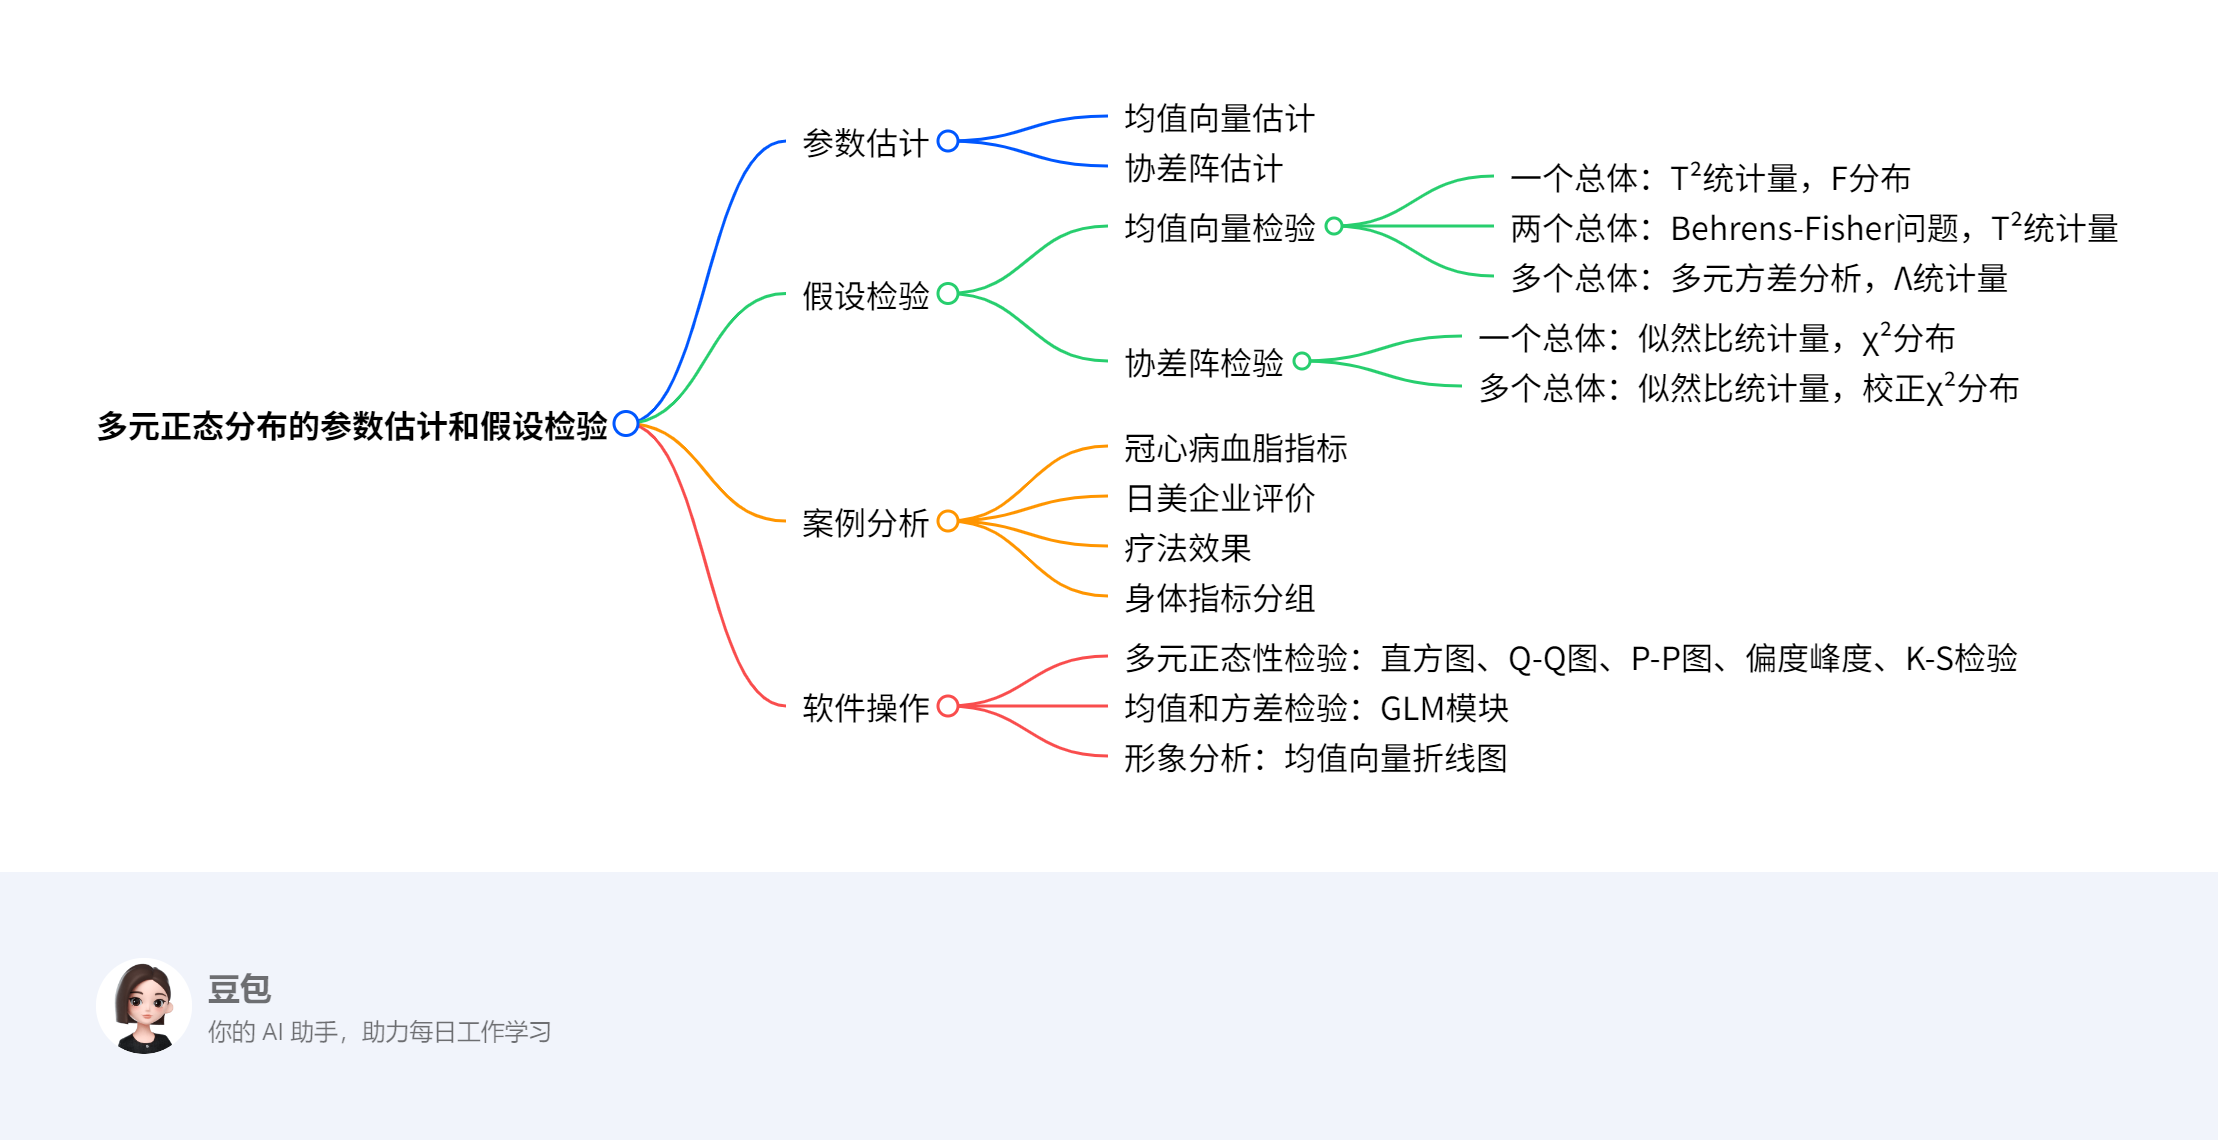 多元正态分布的参数估计和假设检验
参数估计
均值向量估计
协差阵估计
假设检验
均值向量检验
一个总体：T²统计量，F分布
两个总体：Behrens-Fisher问题，T²统计量
多个总体：多元方差分析，Λ统计量
协差阵检验
一个总体：似然比统计量，χ²分布
多个总体：似然比统计量，校正χ²分布
案例分析
冠心病血脂指标
日美企业评价
疗法效果
身体指标分组
软件操作
多元正态性检验：直方图、Q-Q图、P-P图、偏度峰度、K-S检验
均值和方差检验：GLM模块
形象分析：均值向量折线图
豆包
你的 AI 助手，助力每日工作学习